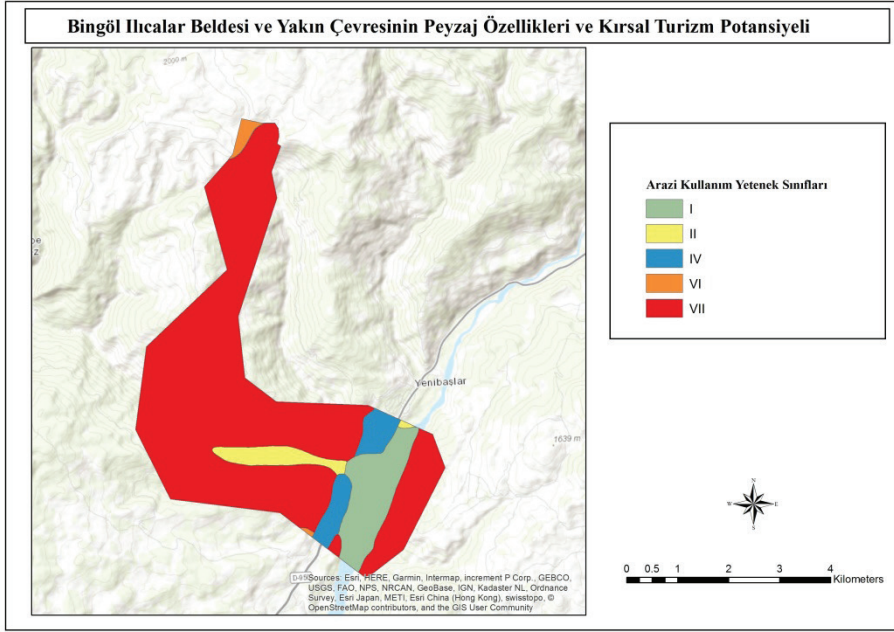 Bingöl Ilıcalar Beldesi ve Yakın Çevresinin Peyzaj Özellikleri ve Kırsal Turizm Potansiyeli
2000 m
Yenibaşlar
1639 m
Sources: Esri, HERE, Garmin, Intermap, increment P Corp., GEBCO,
USGS, FAO, NPS, NRCAN, GeoBase, IGN, Kadaster NL, Ordnance
Survey, Esri Japan, METI, Esri China (Hong Kong), swisstopo, ©
OpenStreetMap contributors, and the GIS User Community
Arazi Kullanım Yetenek Sınıfları
I
II
IV
VI
VII
N
W E
S
0 0.5 1 2 3 4
Kilometers